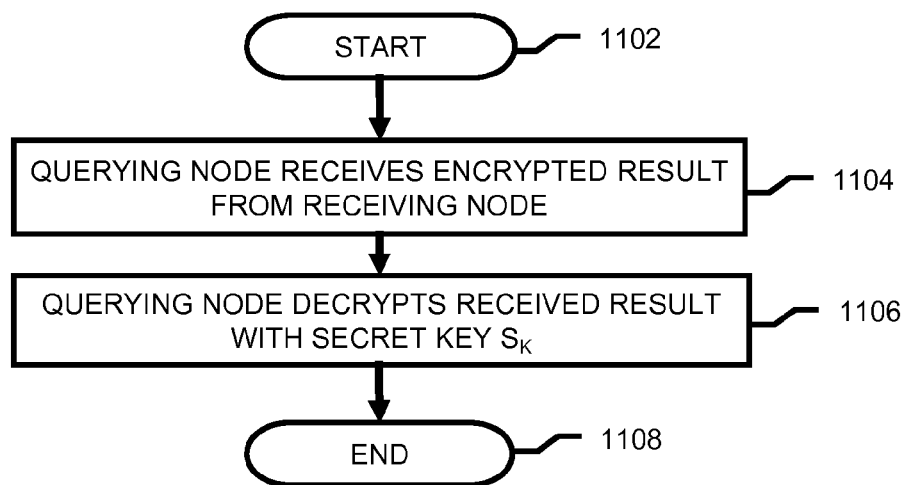 START
1102
QUERYING NODE RECEIVES ENCRYPTED RESULT
FROM RECEIVING NODE
1104
QUERYING NODE DECRYPTS RECEIVED RESULT
WITH SECRET KEY S_K
1106
END
1108